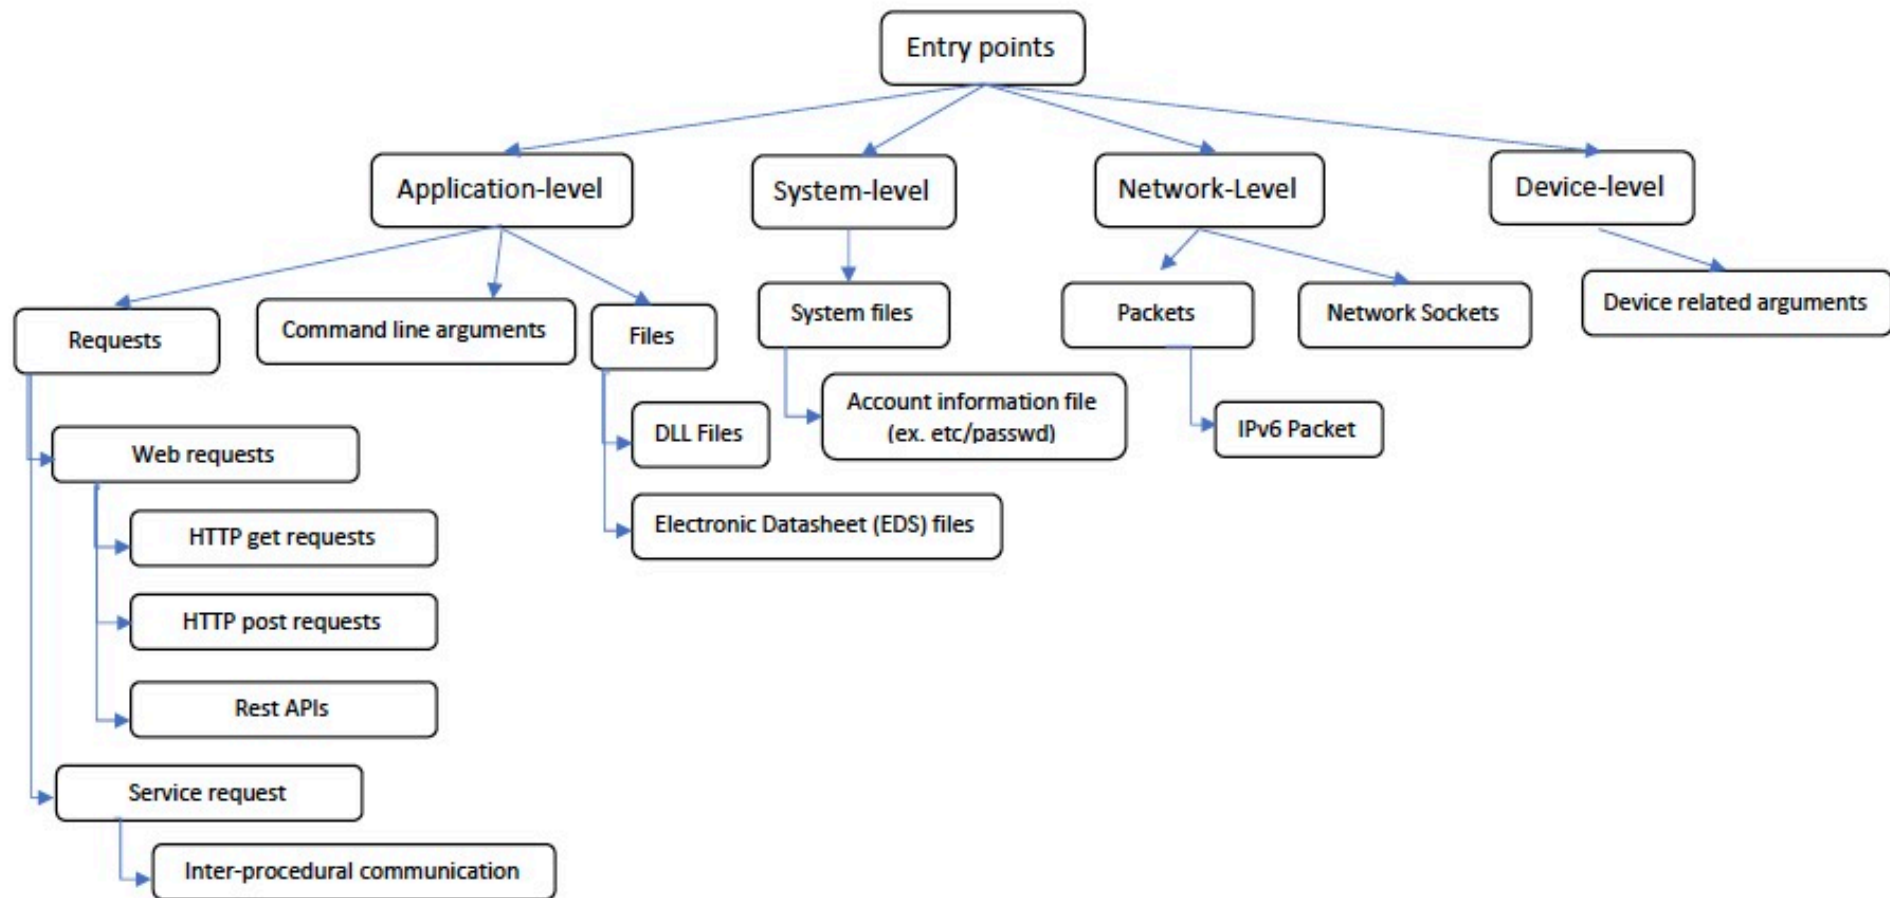 Entry points
Application-level
System-level
Network-Level
Device-level
Requests
Command line arguments
Files
System files
Packets
Network Sockets
Device related arguments
Account information file
(ex. etc/passwd)
DLL Files
IPv6 Packet
Web requests
Electronic Datasheet (EDS) files
HTTP get requests
HTTP post requests
Rest APIs
Service request
Inter-procedural communication